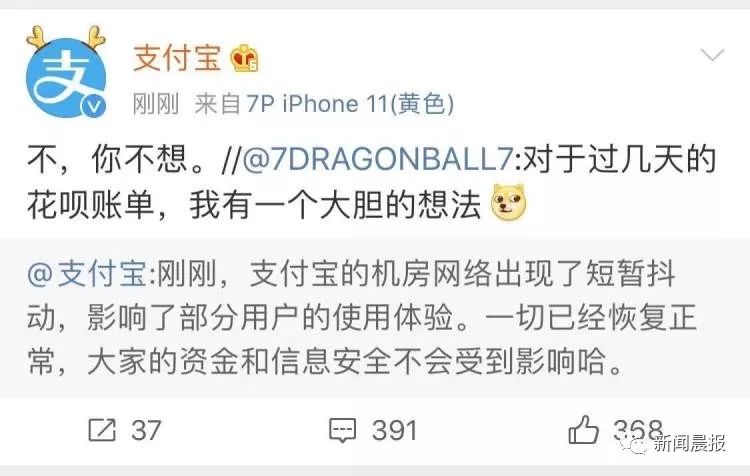 支付宝
刚刚 来自 7P iPhone 11(黄色)
不，你不想。//@7DRAGONBALL7:对于过几天的
花呗账单，我有一个大胆的想法
@支付宝:刚刚，支付宝的机房网络出现了短暂抖
动，影响了部分用户的使用体验。一切已经恢复正
常，大家的资金和信息安全不会受到影响哈。
37 391 368
新闻晨报